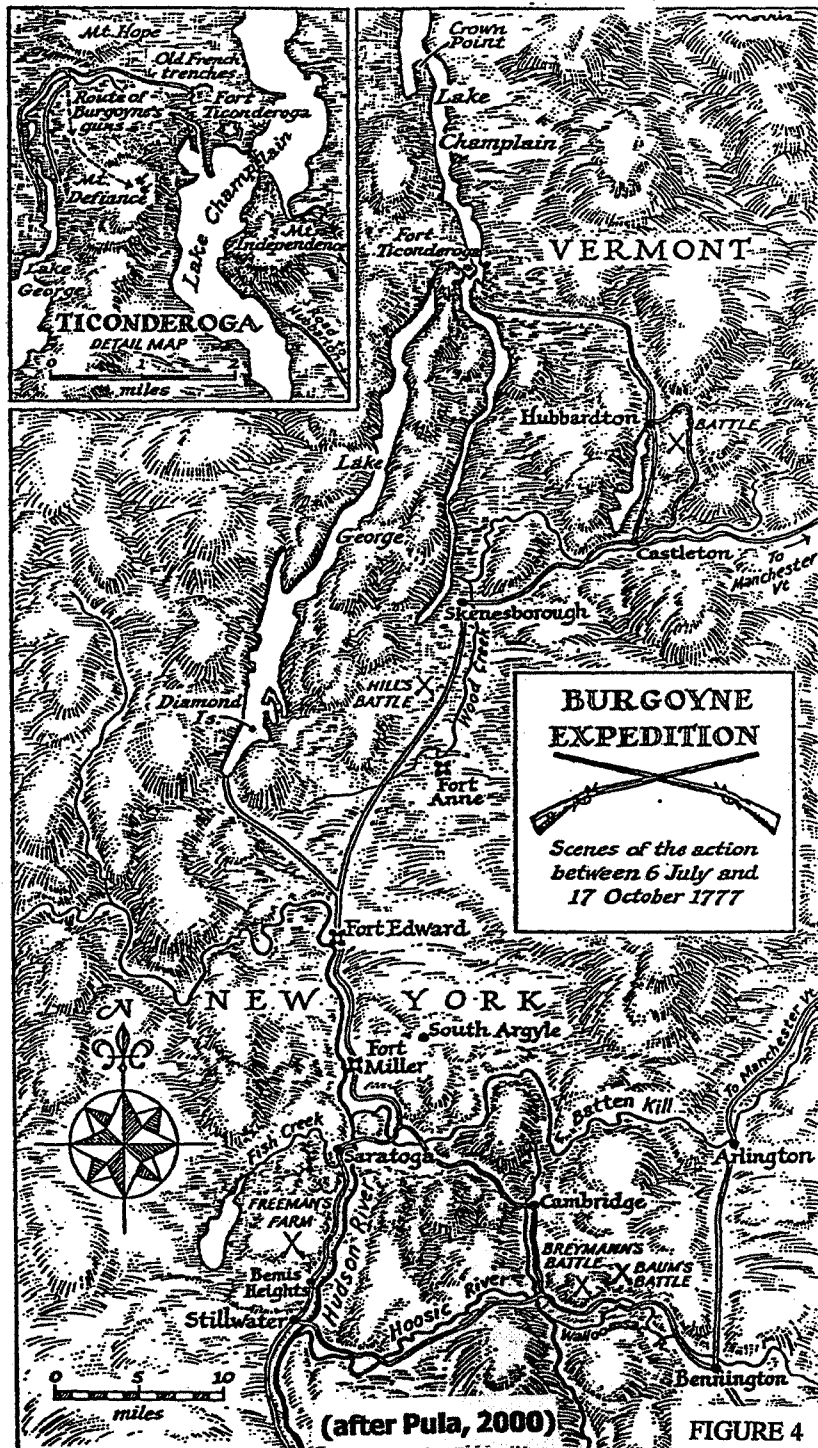 morris
Mt. Hope
Old French
trenches
Route of
Burgoyne's
guns
Fort
Ticonderoga
Mt.
Defiance
Lake Champlain
Mt.
Independence
Lake
George
TICONDEROGA
DETAIL MAP
0 1 2
miles
Crown
Point
Lake
Champlain
Fort
Ticonderoga
VERMONT
Hubbardton
BATTLE
Lake
George
Castleton
To
Manchester
Vt
Skenesborough
HILL'S
BATTLE
Wood Creek
Diamond
Is.
Fort
Anne
BURGOYNE
EXPEDITION
Scenes of the action
between 6 July and
17 October 1777
Fort Edward
NEW YORK
N
South Argyle
Fort
Miller
To Manchester Vt
Batten Kill
Fish Creek
Saratoga
Arlington
FREEMAN'S
FARM
Cambridge
Hudson River
BREYMANN'S
BATTLE
BAUM'S
BATTLE
Bemis
Heights
Stillwater
Hoosic River
Bennington
0 5 10
miles
(after Pula, 2000)
FIGURE 4